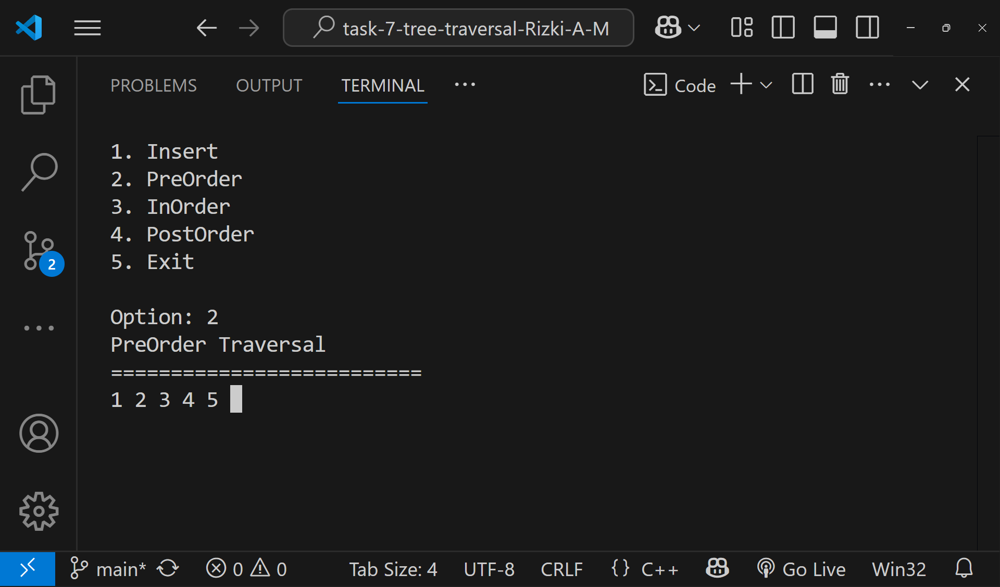 task-7-tree-traversal-Rizki-A-M
PROBLEMS OUTPUT TERMINAL ··· Code
1. Insert
2. PreOrder
3. InOrder
4. PostOrder
5. Exit
Option: 2
PreOrder Traversal
==========================
1 2 3 4 5
2
main* 0 0 Tab Size: 4 UTF-8 CRLF {} C++ Go Live Win32